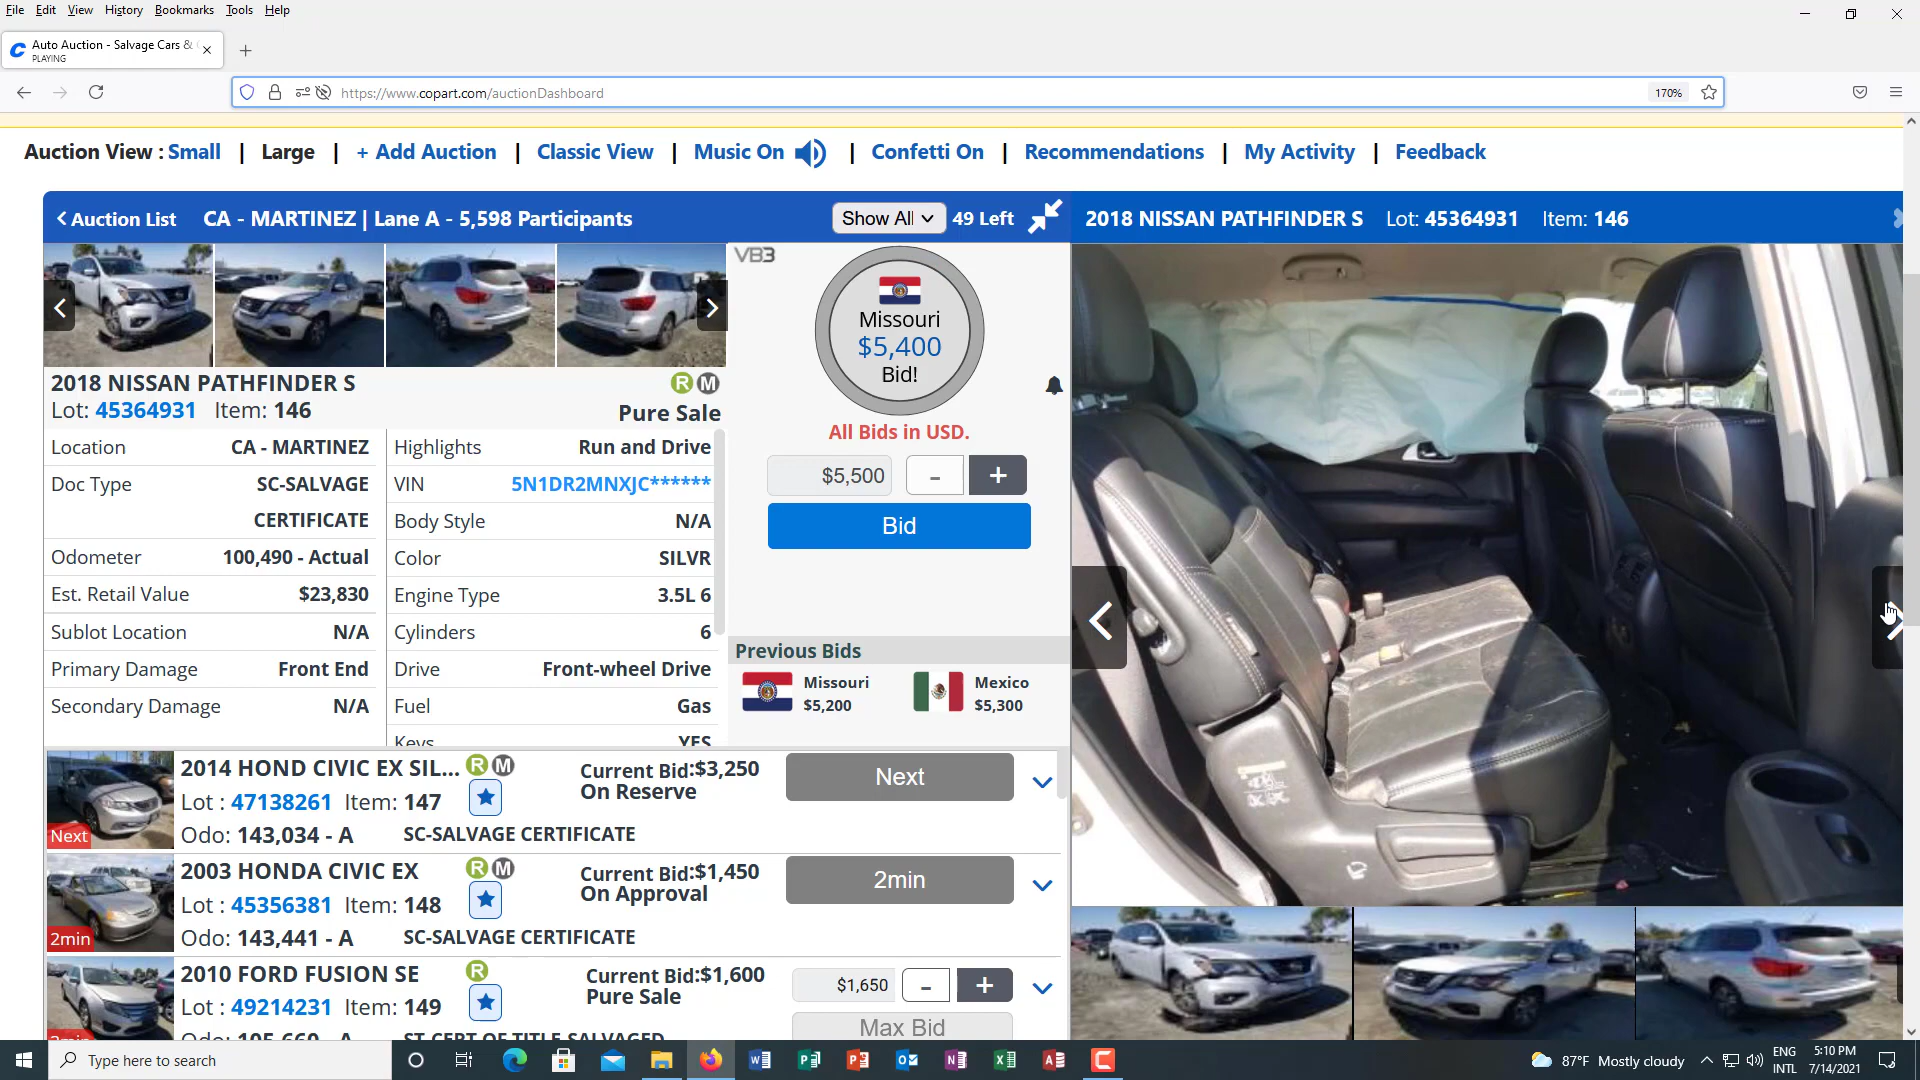 File Edit View History Bookmarks Tools Help
Auto Auction - Salvage Cars &
PLAYING
https://www.copart.com/auctionDashboard
170%
Auction View : Small | Large | + Add Auction | Classic View | Music On | Confetti On | Recommendations | My Activity | Feedback
Auction List CA - MARTINEZ | Lane A - 5,598 Participants Show All 49 Left
2018 NISSAN PATHFINDER S Lot: 45364931 Item: 146
VB3
Missouri
$5,400
Bid!
All Bids in USD.
$5,500 - +
Bid
2018 NISSAN PATHFINDER S R M
Lot: 45364931 Item: 146 Pure Sale
Location CA - MARTINEZ
Doc Type SC-SALVAGE
CERTIFICATE
Odometer 100,490 - Actual
Est. Retail Value $23,830
Sublot Location N/A
Primary Damage Front End
Secondary Damage N/A
Highlights Run and Drive
VIN 5N1DR2MNXJC******
Body Style N/A
Color SILVR
Engine Type 3.5L 6
Cylinders 6
Drive Front-wheel Drive
Fuel Gas
Keys YES
Previous Bids
Missouri
$5,200
Mexico
$5,300
2014 HOND CIVIC EX SIL... R M
Lot : 47138261 Item: 147
Odo: 143,034 - A SC-SALVAGE CERTIFICATE
Current Bid:$3,250
On Reserve
Next
Next
2003 HONDA CIVIC EX R M
Lot : 45356381 Item: 148
Odo: 143,441 - A SC-SALVAGE CERTIFICATE
Current Bid:$1,450
On Approval
2min
2min
2010 FORD FUSION SE R
Lot : 49214231 Item: 149
Odo: 105,660 - A ST-CERT OF TITLE-SALVAGED
Current Bid:$1,600
Pure Sale
$1,650 - +
Max Bid
Type here to search
87°F Mostly cloudy
ENG
INTL
5:10 PM
7/14/2021